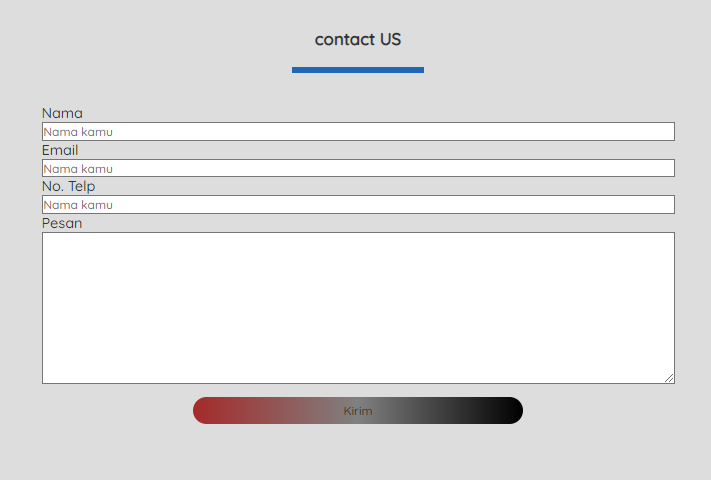 contact US
Nama
Nama kamu
Email
Nama kamu
No. Telp
Nama kamu
Pesan
Kirim